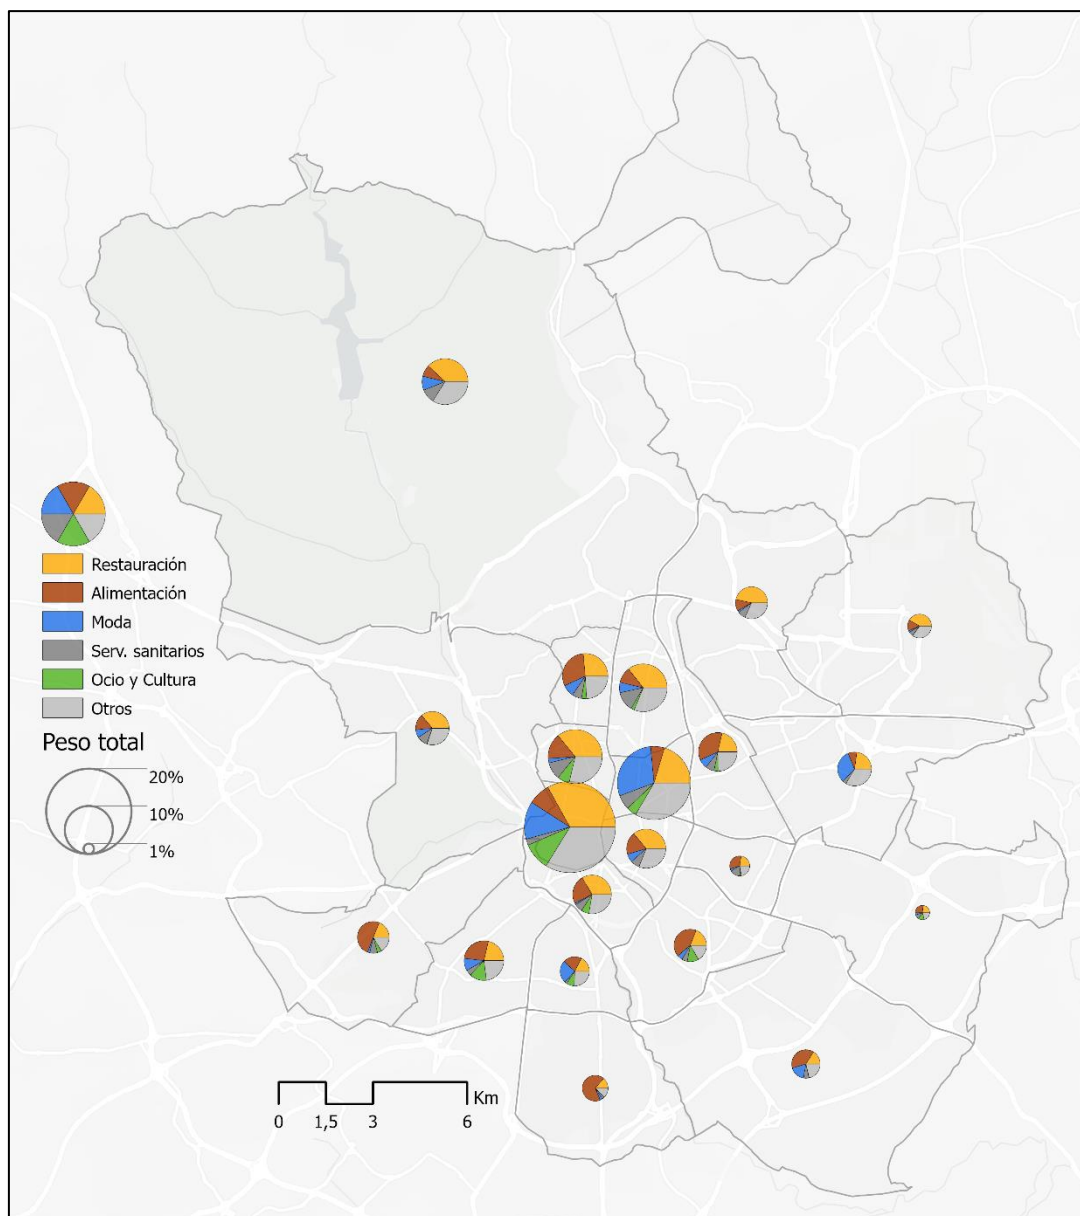 Restauración
Alimentación
Moda
Serv. sanitarios
Ocio y Cultura
Otros
Peso total
20%
10%
1%
Km
0 1,5 3 6